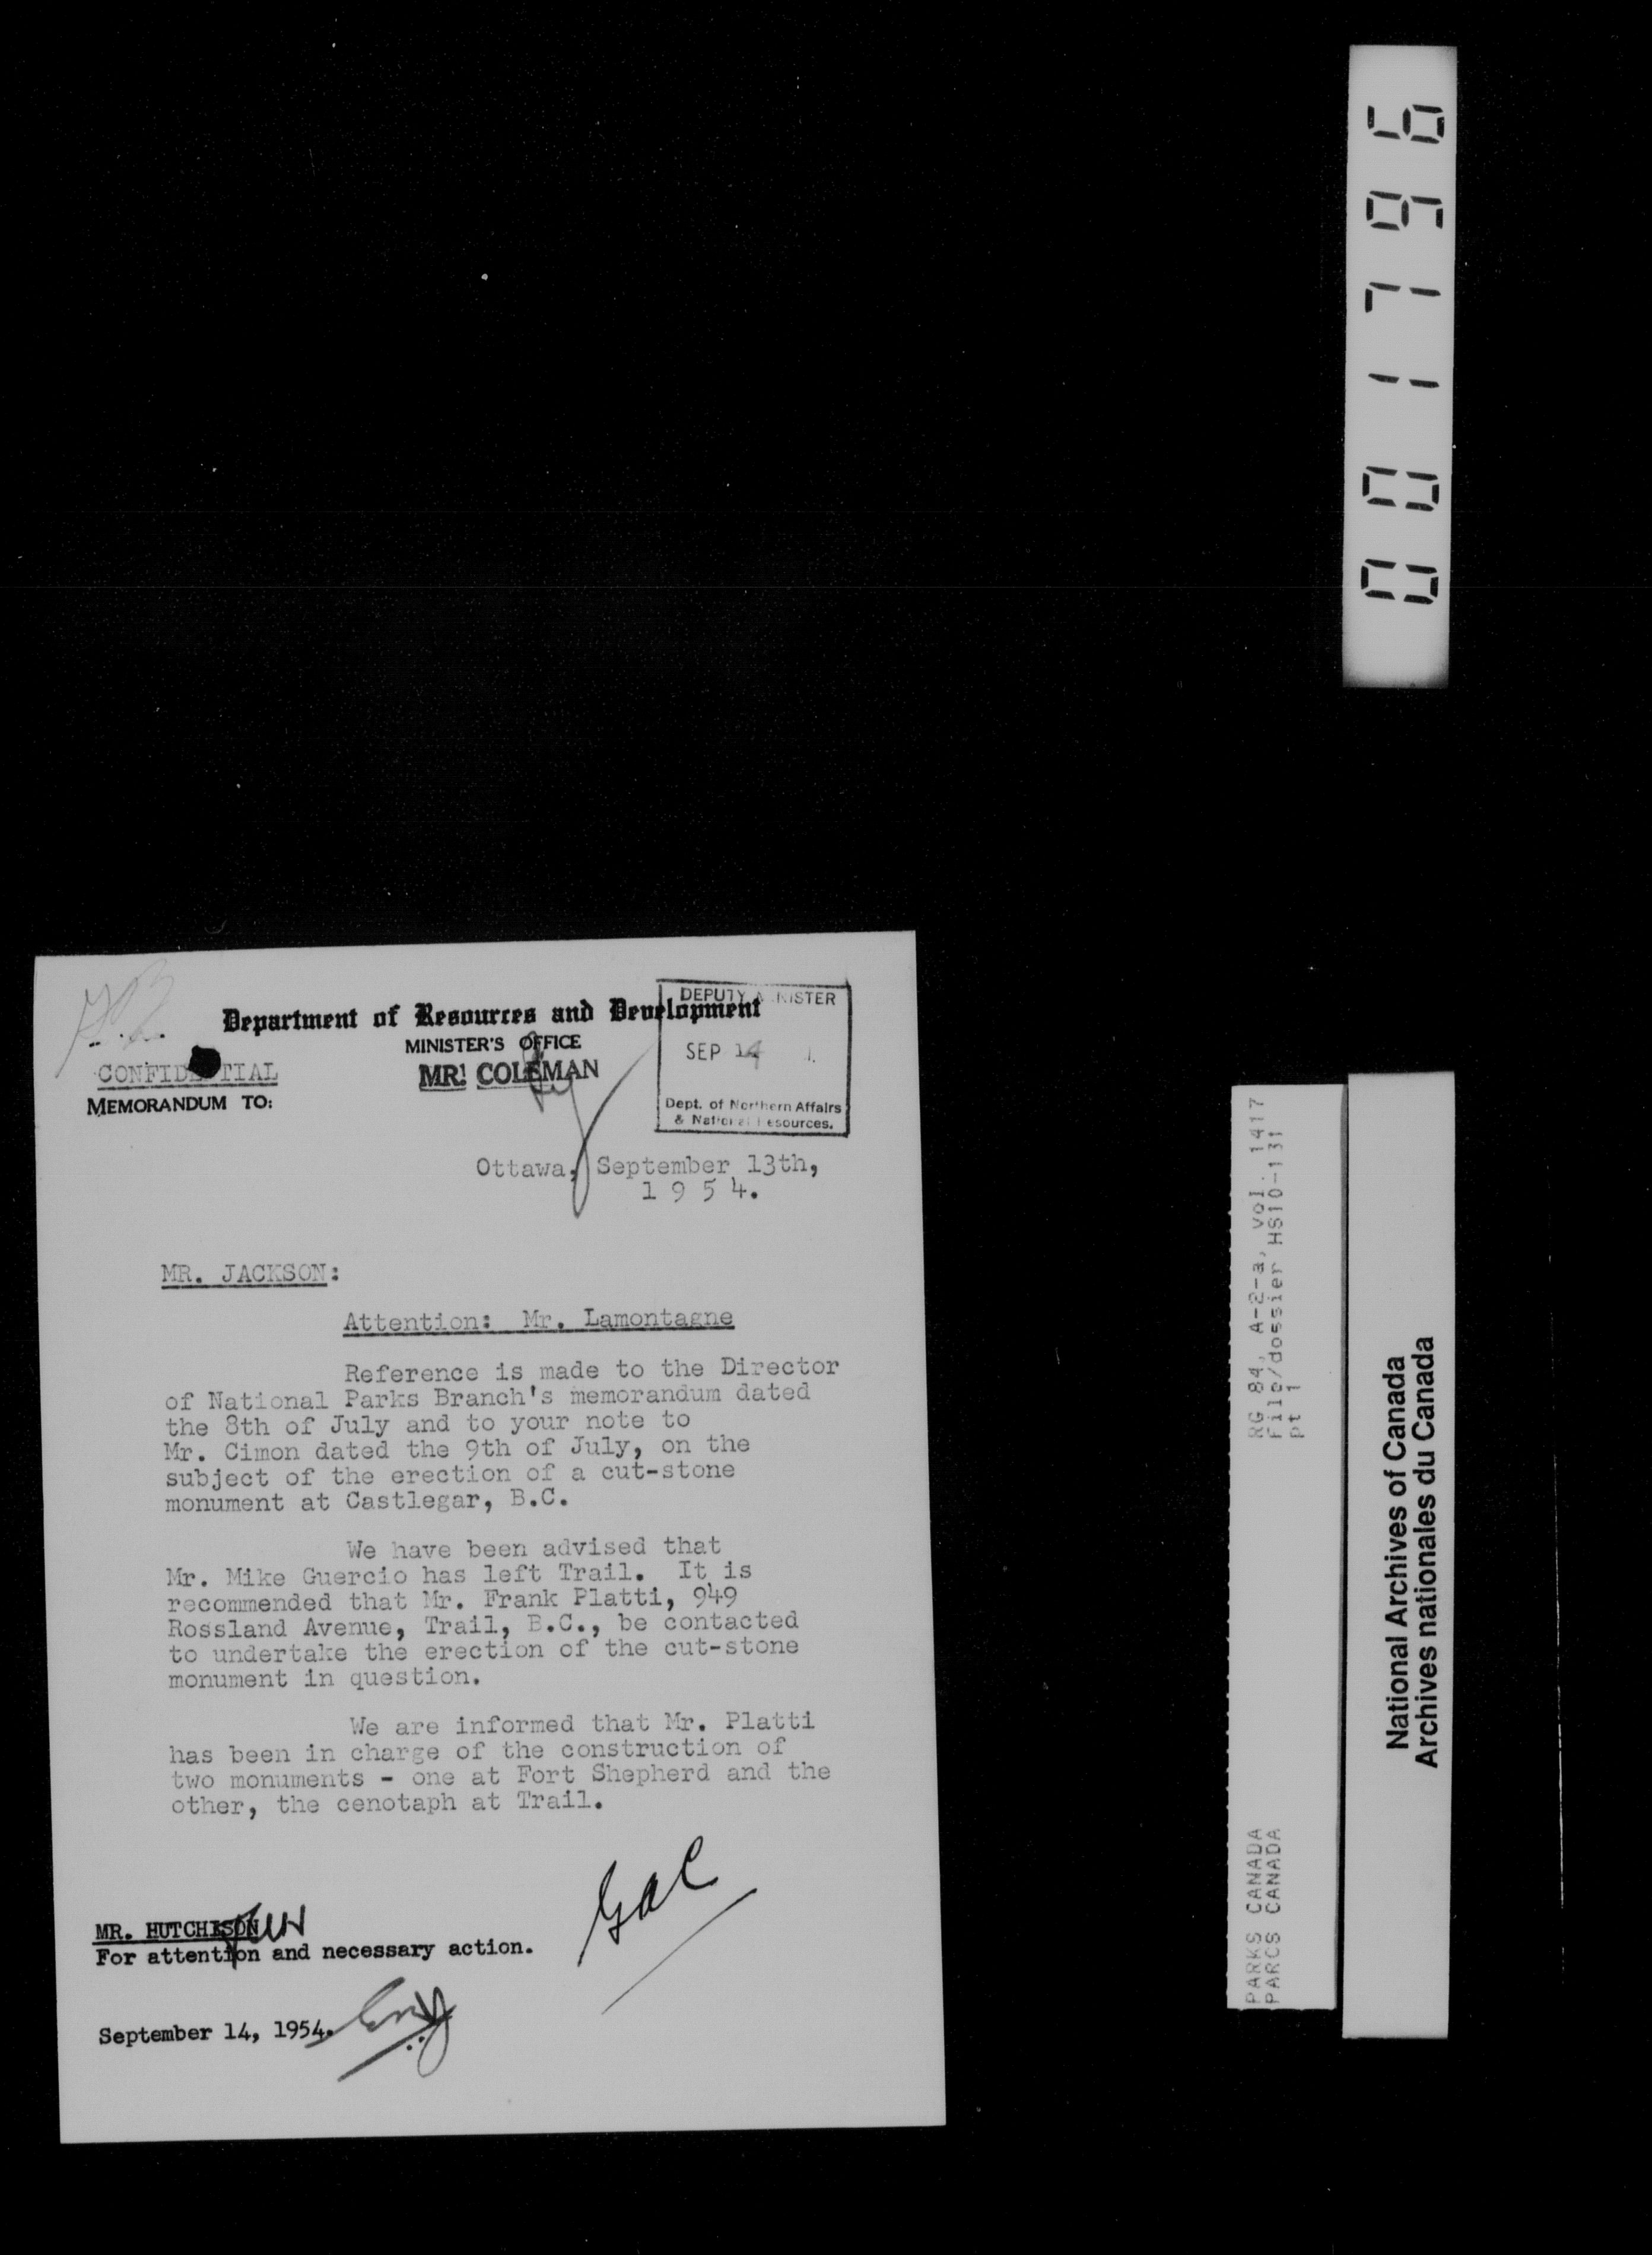 Department of Resources and Development
MINISTER'S OFFICE
DEPUTY MINISTER
SEP 14
Dept. of Northern Affairs
& National Resources.
CONFIDENTIAL
MR. COLEMAN
MEMORANDUM TO:
Ottawa, September 13th,
1 9 5 4.
MR. JACKSON:
Attention: Mr. Lamontagne
Reference is made to the Director
of National Parks Branch's memorandum dated
the 8th of July and to your note to
Mr. Cimon dated the 9th of July, on the
subject of the erection of a cut-stone
monument at Castlegar, B.C.
We have been advised that
Mr. Mike Guercio has left Trail. It is
recommended that Mr. Frank Platti, 949
Rossland Avenue, Trail, B.C., be contacted
to undertake the erection of the cut-stone
monument in question.
We are informed that Mr. Platti
has been in charge of the construction of
two monuments - one at Fort Shepherd and the
other, the cenotaph at Trail.
MR. HUTCHISON
For attention and necessary action.
September 14, 1954.
001796
RG 84, A-2-a, vol. 1417
File/dossier HS10-131
pt 1
PARKS CANADA
PARCS CANADA
National Archives of Canada
Archives nationales du Canada